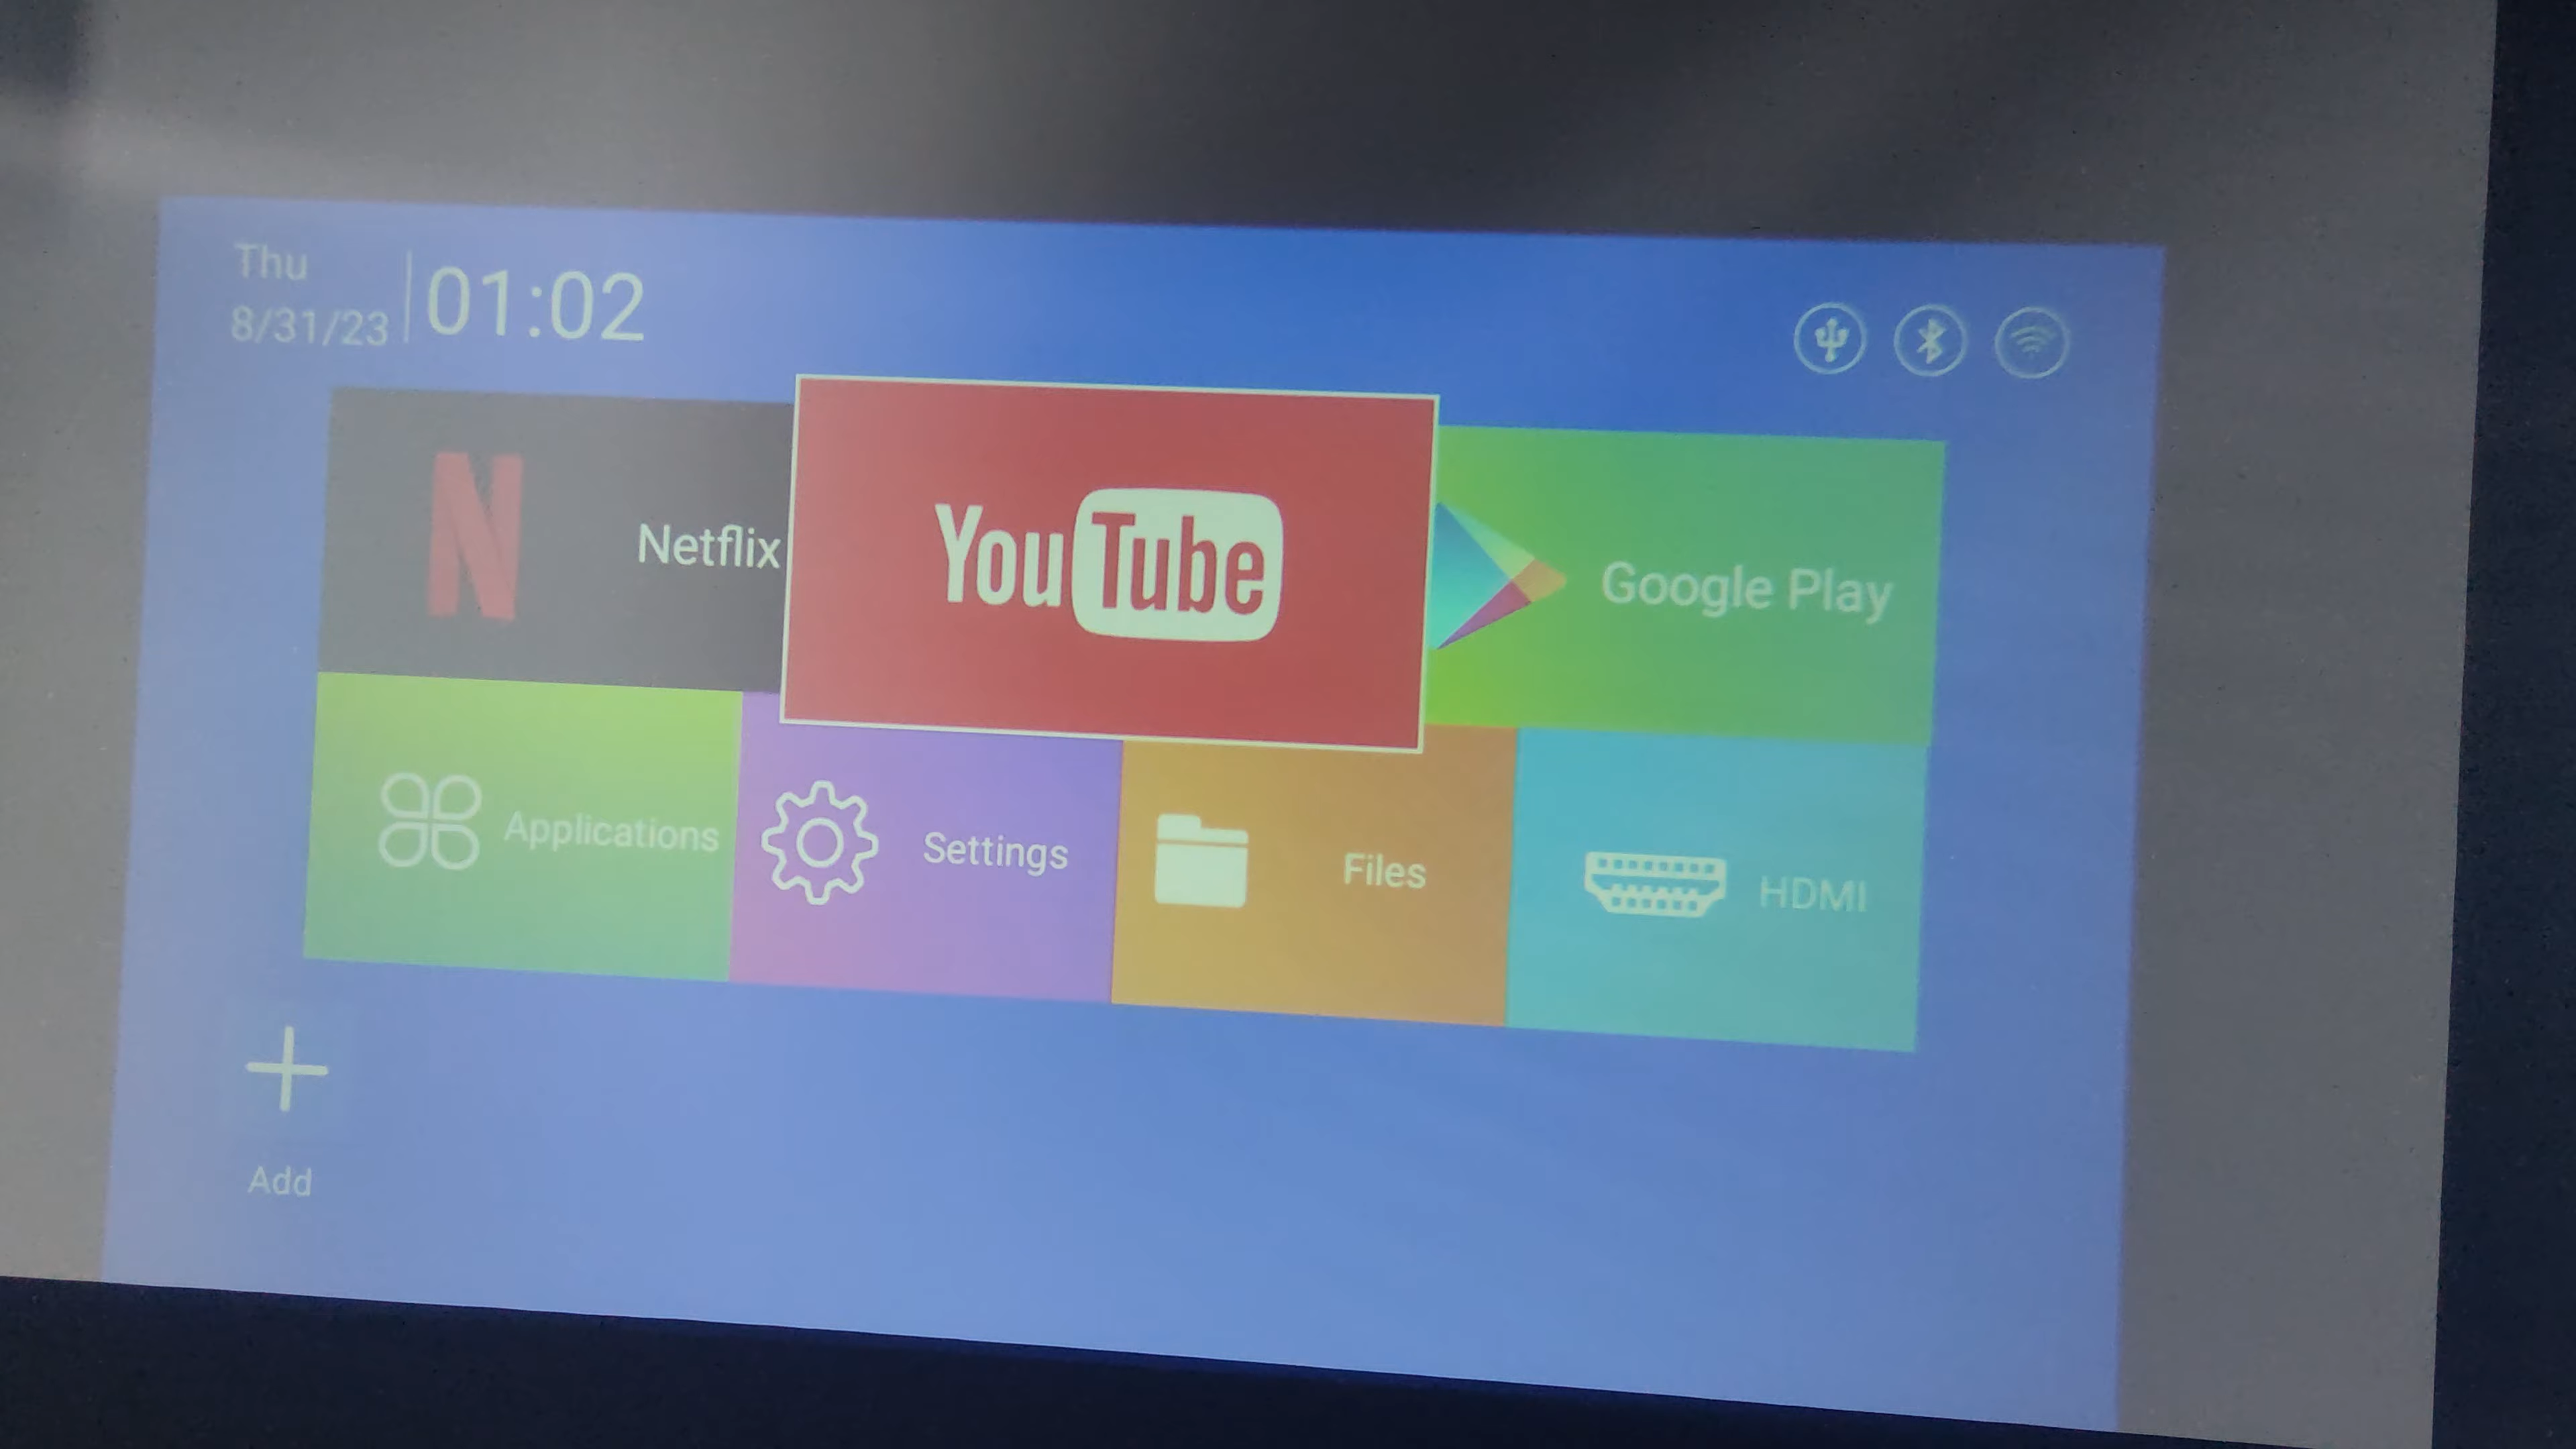 Thu
8/31/23
01:02
Netflix
YouTube
Google Play
Applications
Settings
Files
HDMI
Add